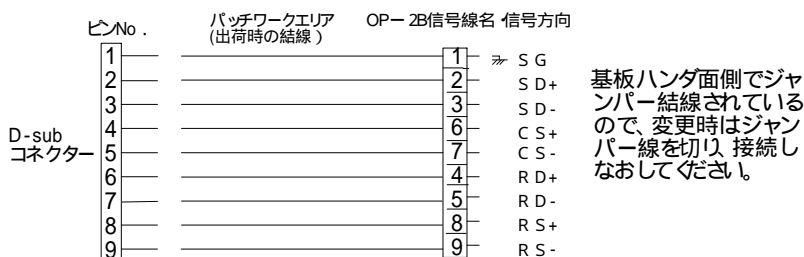 ピンNo. パッチワークエリア OP-2B信号線名・信号方向
(出荷時の結線)
1 1 SG
2 2 SD+
3 3 SD-
4 6 CS+
5 7 CS-
6 4 RD+
7 5 RD-
8 8 RS+
9 9 RS-
D-sub
コネクター
基板ハンダ面側でジャ
ンパー結線されている
ので、変更時はジャン
パー線を切り、接続し
なおしてください。